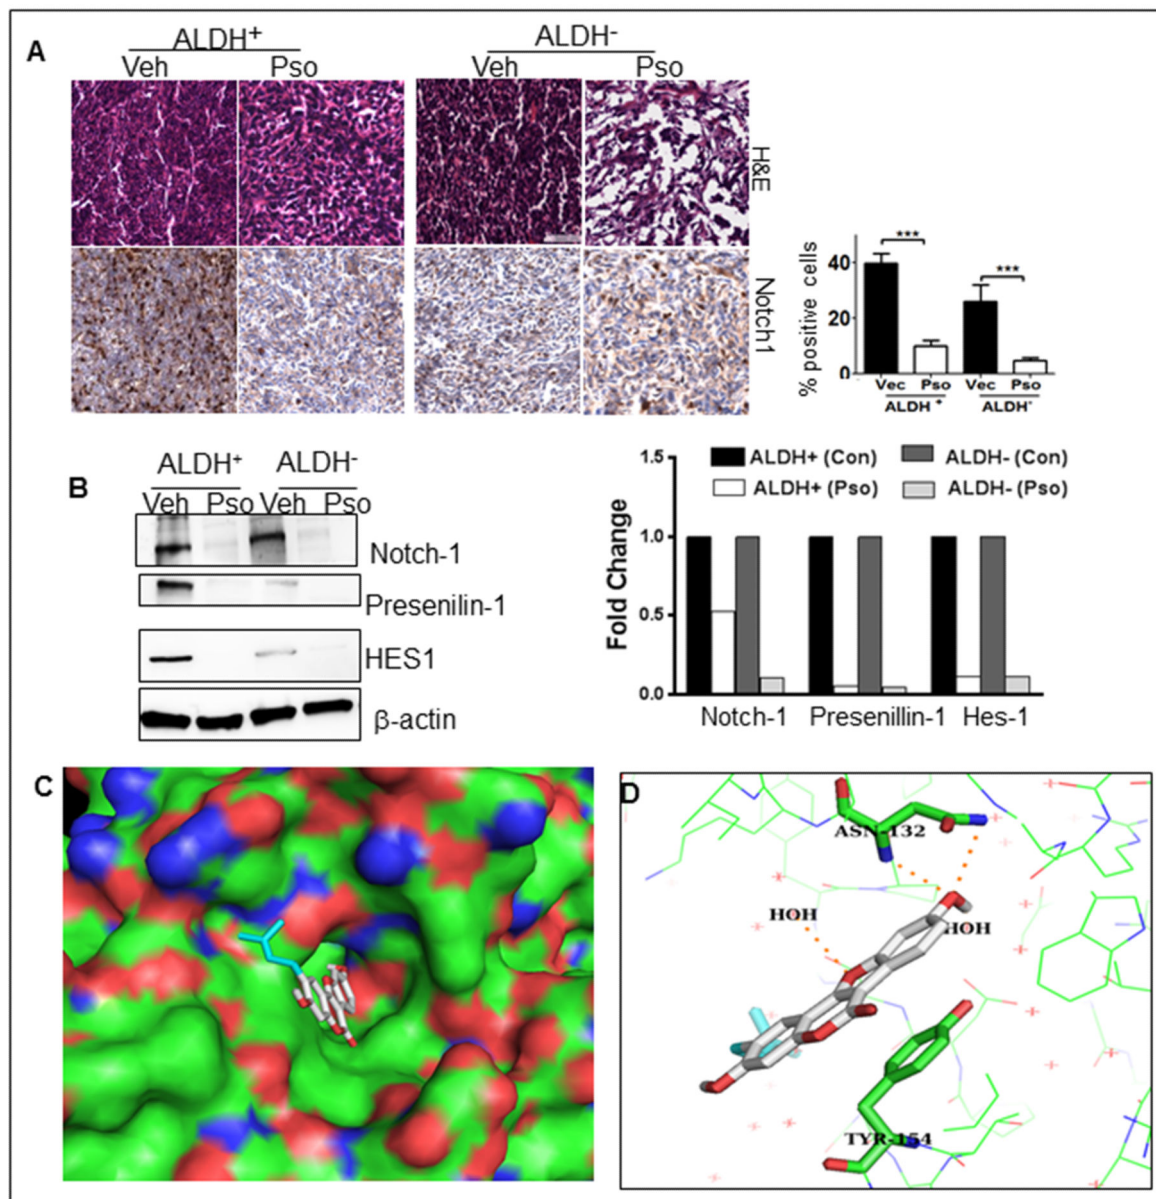 A
ALDH+ ALDH-
Veh Pso Veh Pso
H&E
Notch1
% positive cells
40
20
0
*** ***
Vec Pso Vec Pso
ALDH + ALDH-
B
ALDH+ ALDH-
Veh Pso Veh Pso
Notch-1
Presenilin-1
HES1
β-actin
Fold Change
1.5
1.0
0.5
0.0
ALDH+ (Con) ALDH- (Con)
ALDH+ (Pso) ALDH- (Pso)
Notch-1 Presenillin-1 Hes-1
C
D
ASN-132
HOH
HOH
TYR-154